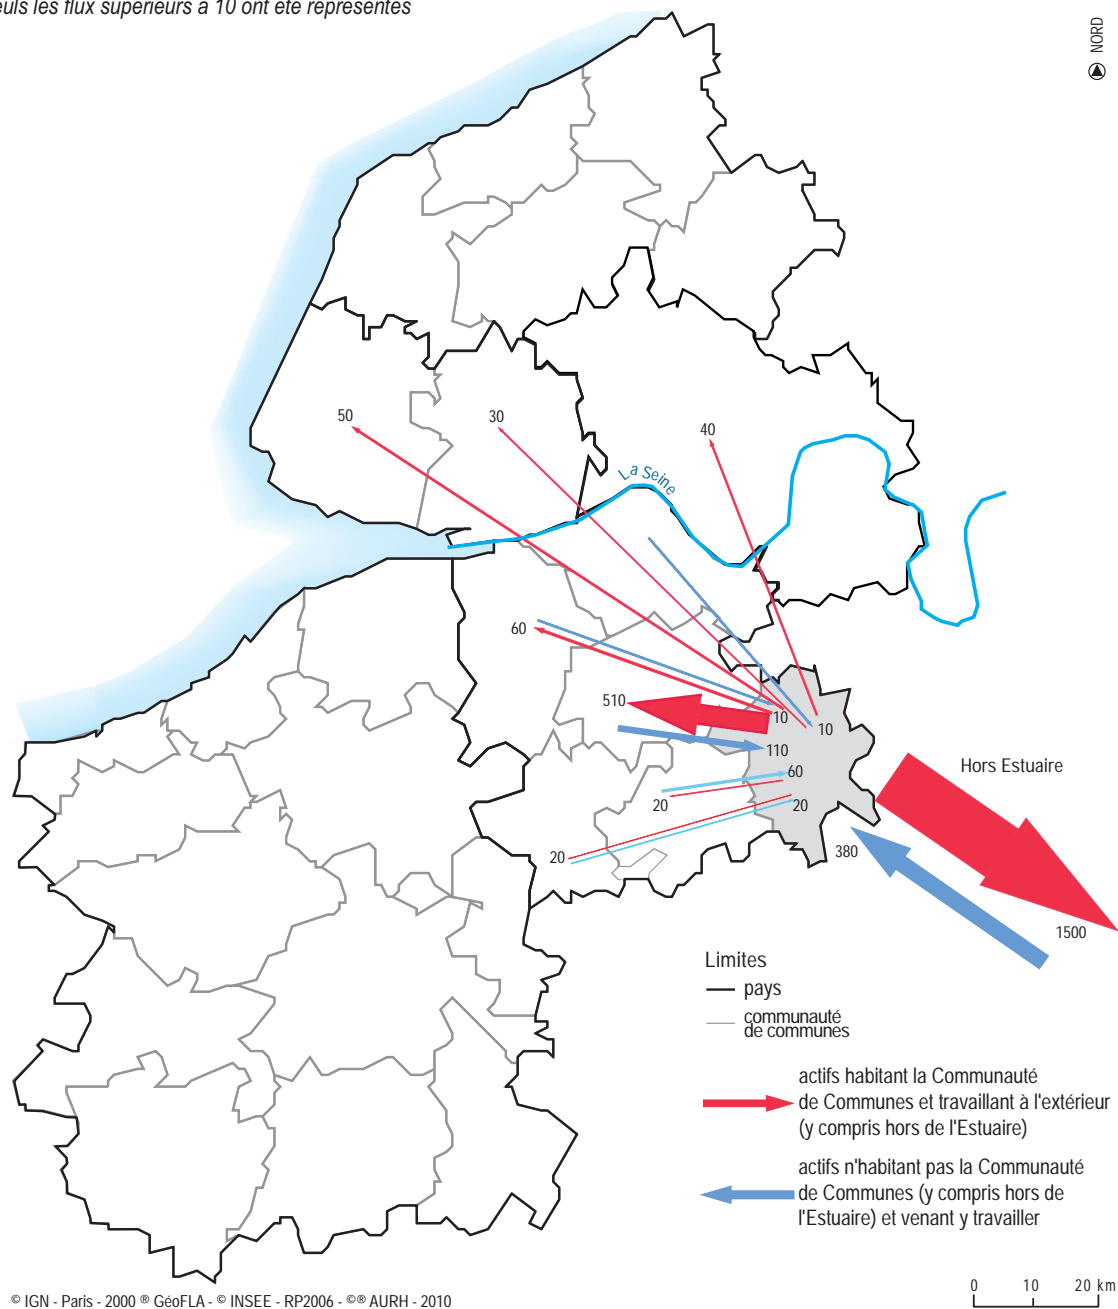 euls les flux supérieurs à 10 ont été représentés
NORD
50
30
40
La Seine
60
510
10
10
110
60
20
20
20
Hors Estuaire
380
1500
Limites
pays
communauté
de communes
actifs habitant la Communauté
de Communes et travaillant à l'extérieur
(y compris hors de l'Estuaire)
actifs n'habitant pas la Communauté
de Communes (y compris hors de
l'Estuaire) et venant y travailler
0 10 20 km
© IGN - Paris - 2000 ® GéoFLA - © INSEE - RP2006 - ©® AURH - 2010